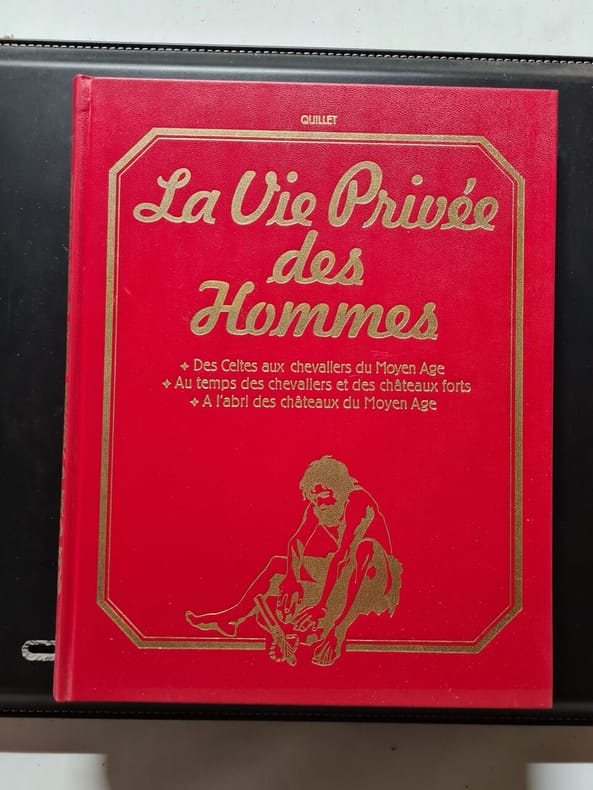 QUILLET
La Vie Privée
des
Hommes
✧ Des Celtes aux chevaliers du Moyen Age
✧ Au temps des chevaliers et des châteaux forts
✧ A l'abri des châteaux du Moyen Age